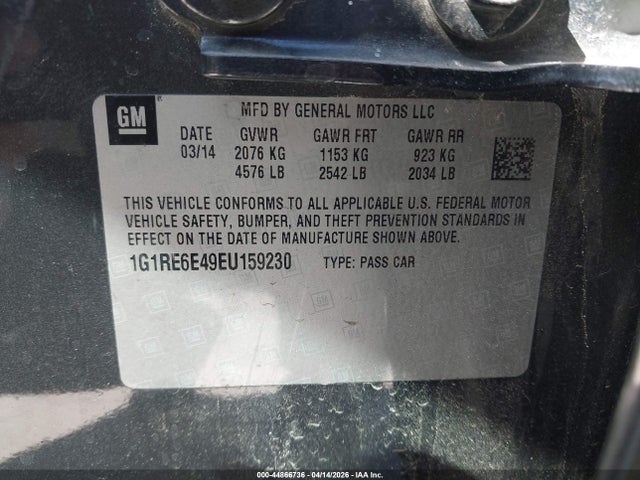 GM
MFD BY GENERAL MOTORS LLC
DATE GVWR GAWR FRT GAWR RR
03/14 2076 KG 1153 KG 923 KG
4576 LB 2542 LB 2034 LB
THIS VEHICLE CONFORMS TO ALL APPLICABLE U.S. FEDERAL MOTOR
VEHICLE SAFETY, BUMPER, AND THEFT PREVENTION STANDARDS IN
EFFECT ON THE DATE OF MANUFACTURE SHOWN ABOVE.
1G1RE6E49EU159230 TYPE: PASS CAR
000-44866736 - 04/14/2026 - IAA Inc.